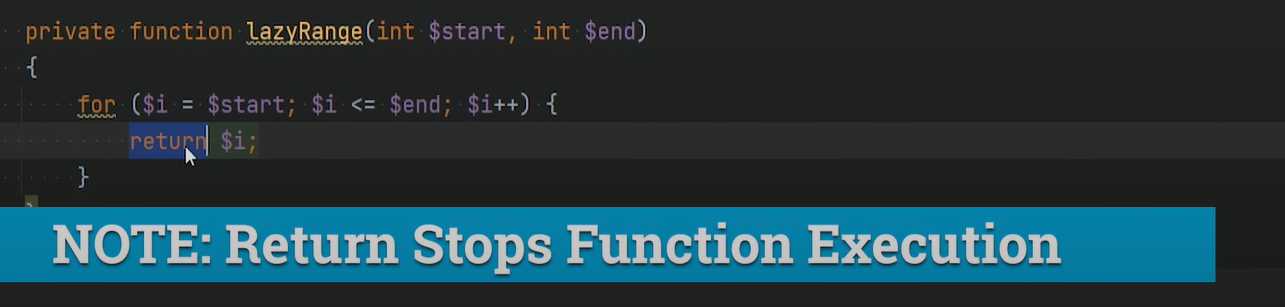 private function lazyRange(int $start, int $end)
{
for ($i = $start; $i <= $end; $i++) {
return $i;
}
NOTE: Return Stops Function Execution